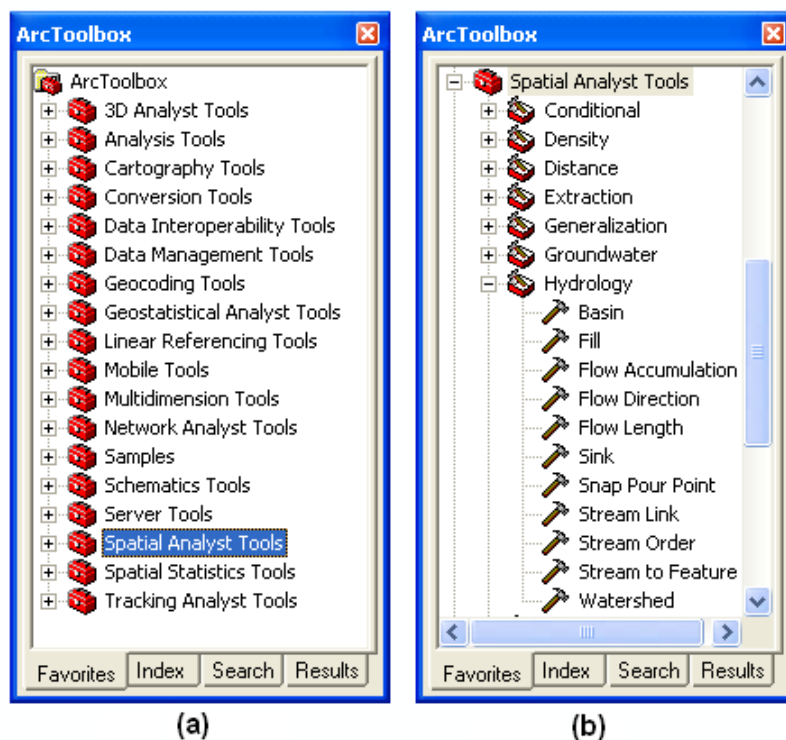 ArcToolbox
ArcToolbox
3D Analyst Tools
Analysis Tools
Cartography Tools
Conversion Tools
Data Interoperability Tools
Data Management Tools
Geocoding Tools
Geostatistical Analyst Tools
Linear Referencing Tools
Mobile Tools
Multidimension Tools
Network Analyst Tools
Samples
Schematics Tools
Server Tools
Spatial Analyst Tools
Spatial Statistics Tools
Tracking Analyst Tools
Favorites Index Search Results
(a)
ArcToolbox
Spatial Analyst Tools
Conditional
Density
Distance
Extraction
Generalization
Groundwater
Hydrology
Basin
Fill
Flow Accumulation
Flow Direction
Flow Length
Sink
Snap Pour Point
Stream Link
Stream Order
Stream to Feature
Watershed
Favorites Index Search Results
(b)